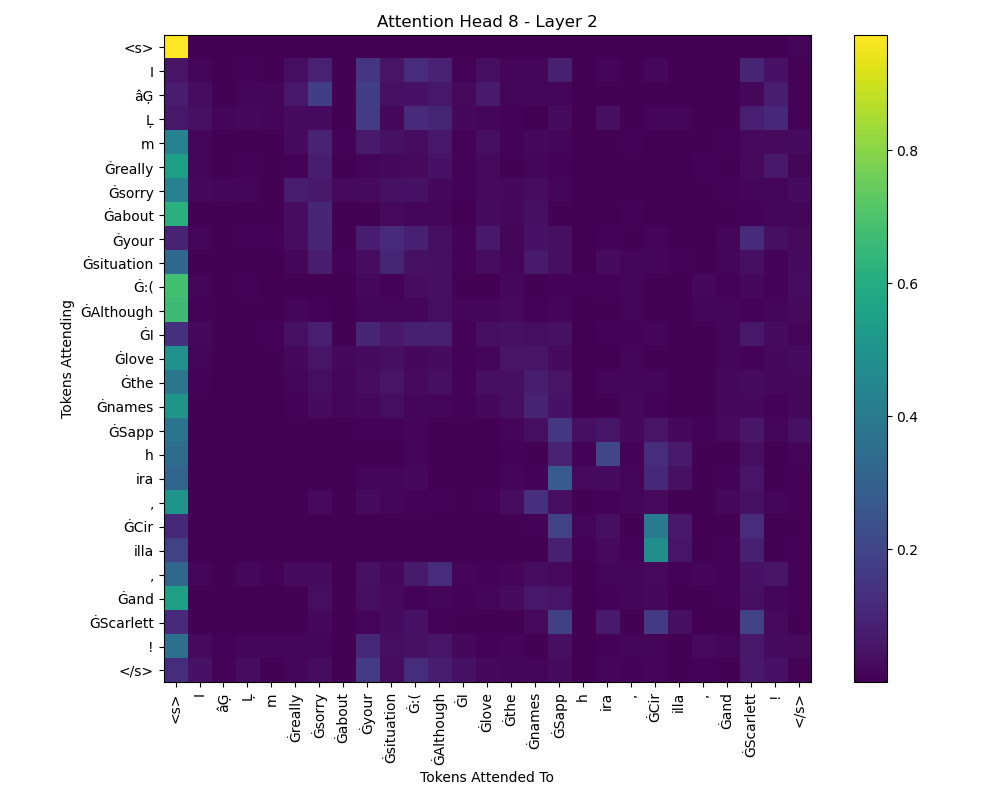 Attention Head 8 - Layer 2
Tokens Attending
<s>
I
âĢ
Ļ
m
Ġreally
Ġsorry
Ġabout
Ġyour
Ġsituation
Ġ:(
ĠAlthough
ĠI
Ġlove
Ġthe
Ġnames
ĠSapp
h
ira
,
ĠCir
illa
,
Ġand
ĠScarlett
!
</s>
<s>
I
âĢ
Ļ
m
Ġreally
Ġsorry
Ġabout
Ġyour
Ġsituation
Ġ:(
ĠAlthough
ĠI
Ġlove
Ġthe
Ġnames
ĠSapp
h
ira
,
ĠCir
illa
,
Ġand
ĠScarlett
!
</s>
Tokens Attended To
0.8
0.6
0.4
0.2